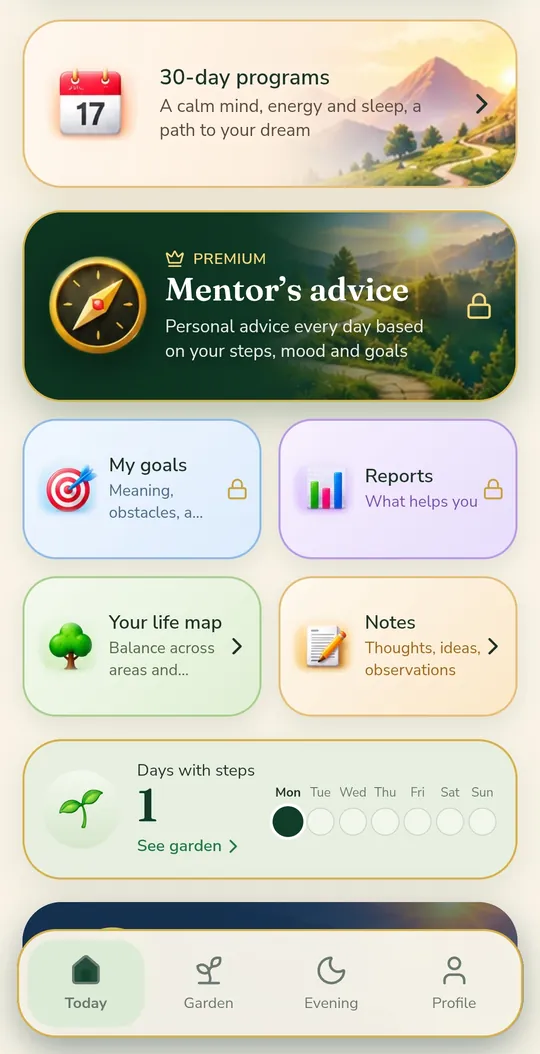 30-day programs
A calm mind, energy and sleep, a
path to your dream
17
PREMIUM
Mentor’s advice
Personal advice every day based
on your steps, mood and goals
My goals
Meaning,
obstacles, a...
Reports
What helps you
Your life map
Balance across
areas and...
Notes
Thoughts, ideas,
observations
Days with steps
1
See garden
Mon Tue Wed Thu Fri Sat Sun
Today Garden Evening Profile